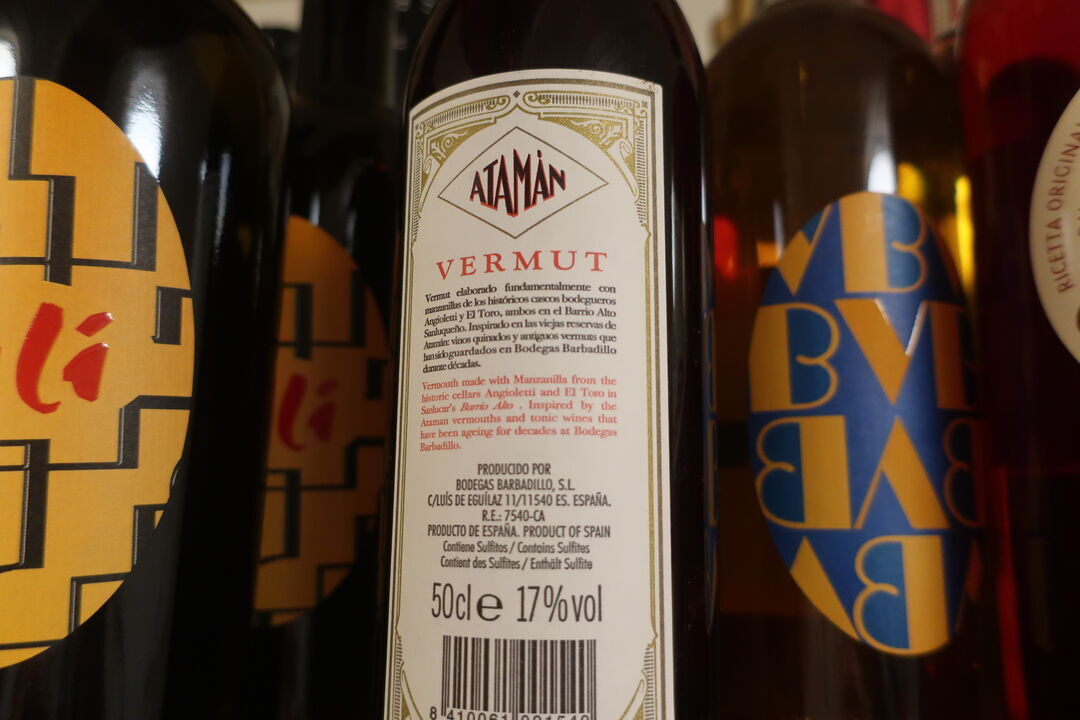 ATAMÁN
VERMUT
Vermut elaborado fundamentalmente con
manzanillas de los históricos cascos bodegueros
Angioletti y El Toro, ambos en el Barrio Alto
Sanluqueño. Inspirado en las viejas reservas de
Atamán: vinos quinados y antiguos vermuts que
han sido guardados en Bodegas Barbadillo
durante décadas.
Vermouth made with Manzanilla from the
historic cellars Angioletti and El Toro in
Sanlucar's Barrio Alto . Inspired by the
Ataman vermouths and tonic wines that
have been ageing for decades at Bodegas
Barbadillo.
PRODUCIDO POR
BODEGAS BARBADILLO, S.L.
C/LUÍS DE EGUÍLAZ 11/11540 ES. ESPAÑA.
R.E.: 7540-CA
PRODUCTO DE ESPAÑA. PRODUCT OF SPAIN
Contiene Sulfitos / Contains Sulfites
Contient des Sulfites / Enthält Sulfite
50cl e 17%vol
lá
lá
BV
RICETTA ORIGINA